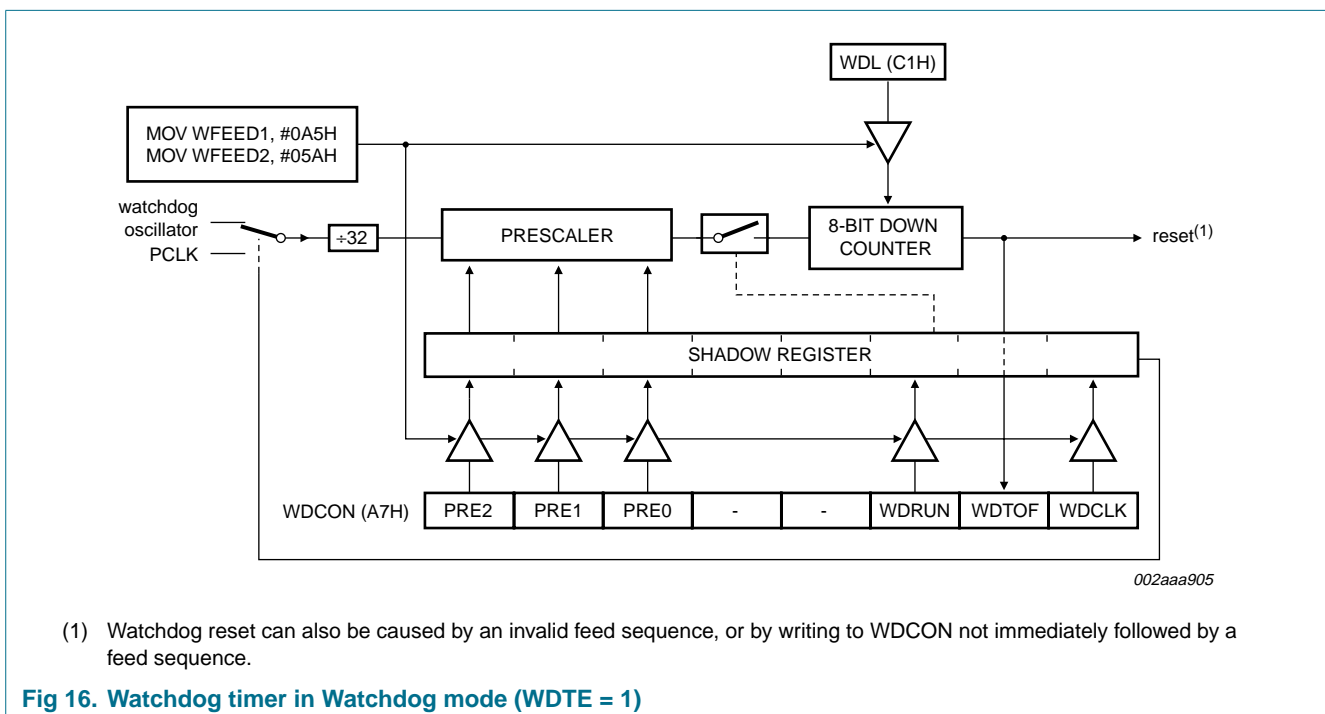 WDL (C1H)
MOV WFEED1, #0A5H
MOV WFEED2, #05AH
watchdog
oscillator
PCLK
÷32
PRESCALER
8-BIT DOWN
COUNTER
reset(1)
SHADOW REGISTER
WDCON (A7H)
PRE2
PRE1
PRE0
-
-
WDRUN
WDTOF
WDCLK
002aaa905
(1) Watchdog reset can also be caused by an invalid feed sequence, or by writing to WDCON not immediately followed by a
feed sequence.
Fig 16. Watchdog timer in Watchdog mode (WDTE = 1)